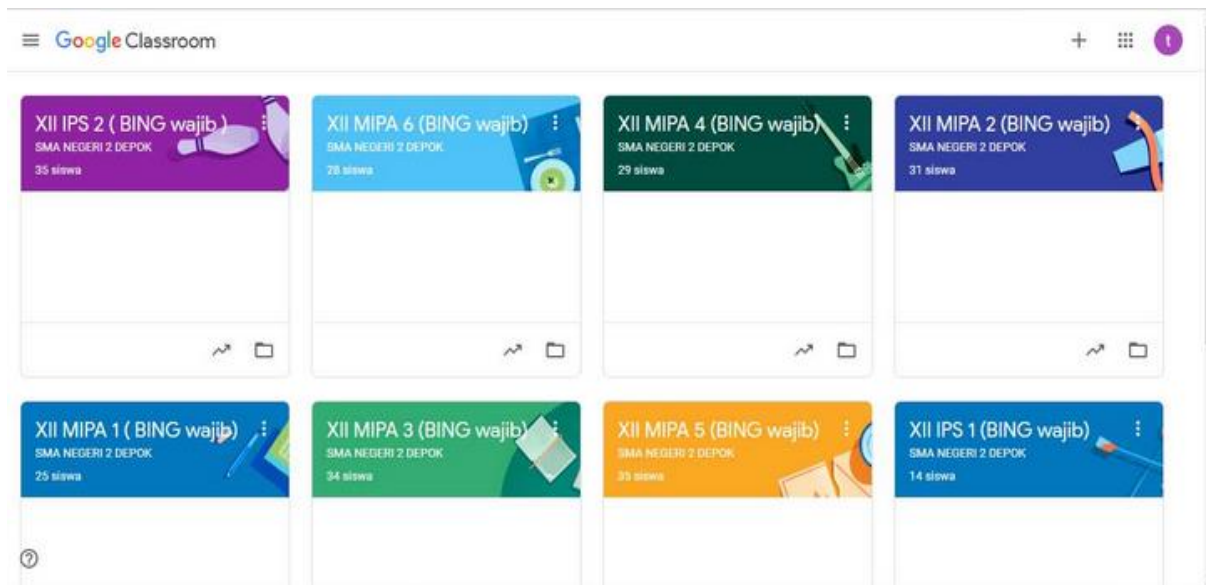 Google Classroom
t
XII IPS 2 ( BING wajib )
SMA NEGERI 2 DEPOK
35 siswa
XII MIPA 6 (BING wajib)
SMA NEGERI 2 DEPOK
28 siswa
XII MIPA 4 (BING wajib)
SMA NEGERI 2 DEPOK
29 siswa
XII MIPA 2 (BING wajib)
SMA NEGERI 2 DEPOK
31 siswa
XII MIPA 1 ( BING wajib)
SMA NEGERI 2 DEPOK
25 siswa
XII MIPA 3 (BING wajib)
SMA NEGERI 2 DEPOK
34 siswa
XII MIPA 5 (BING wajib)
SMA NEGERI 2 DEPOK
siswa
XII IPS 1 (BING wajib)
SMA NEGERI 2 DEPOK
14 siswa